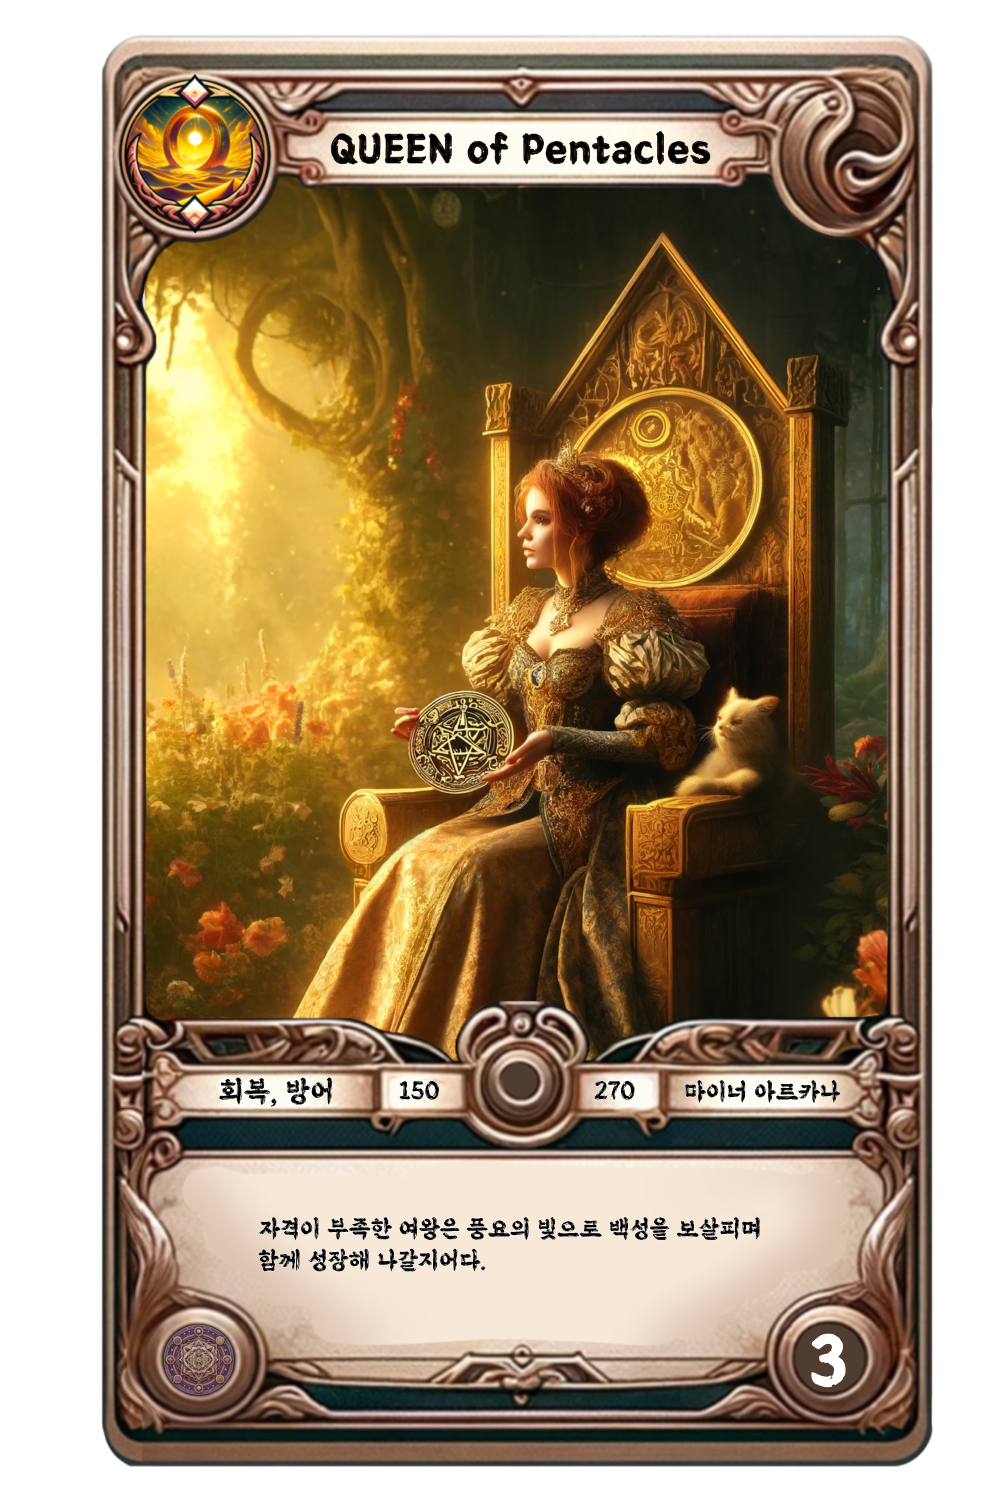 QUEEN of Pentacles
회복, 방어
150
270
마이너 아르카나
자격이 부족한 여왕은 풍요의 빛으로 백성을 보살피며
함께 성장해 나갈지어다.
3